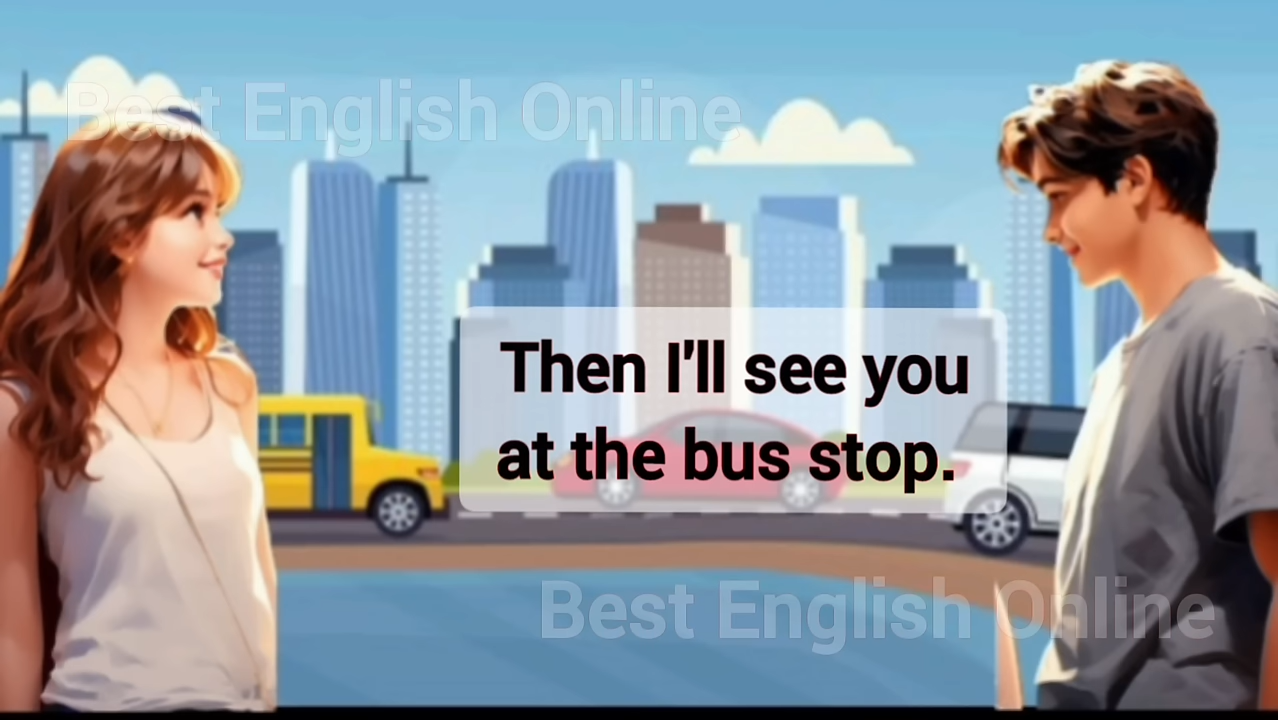 Best English Online
Then I'll see you
at the bus stop.
Best English Online